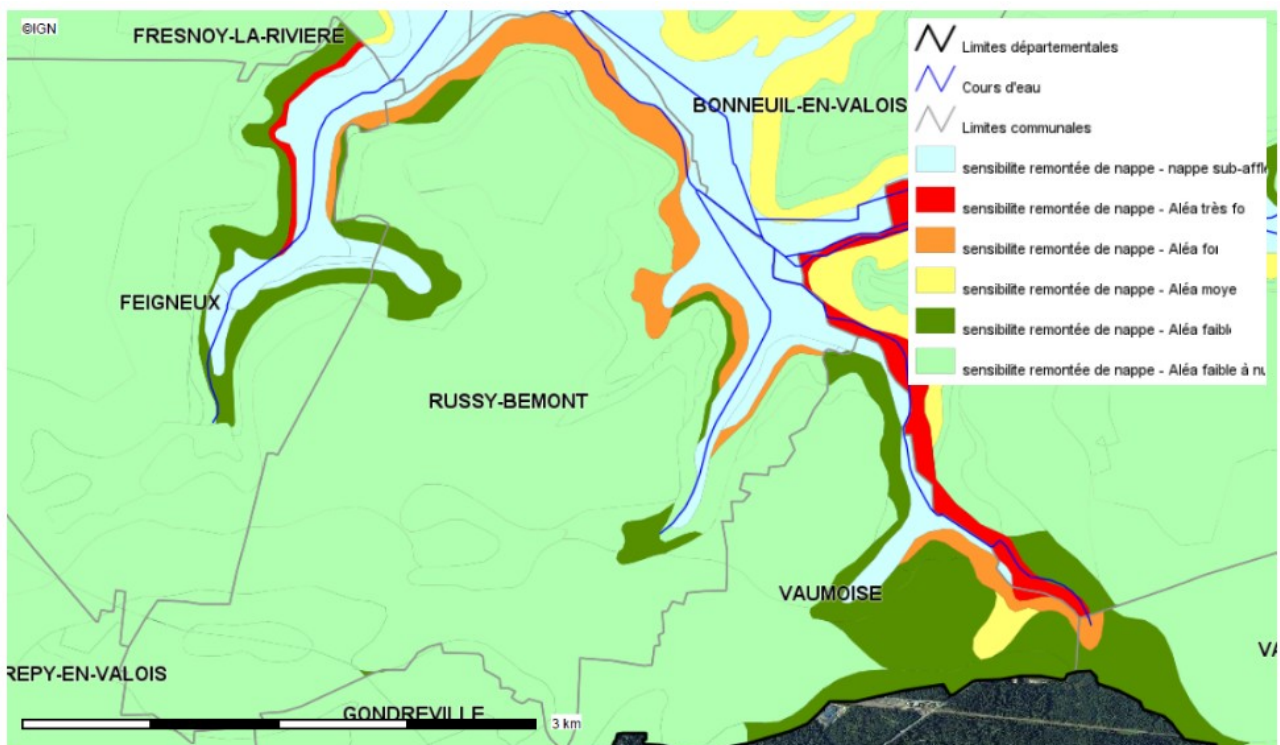 ©IGN
FRESNOY-LA-RIVIERE
BONNEUIL-EN-VALOIS
FEIGNEUX
RUSSY-BEMONT
VAUMOISE
VA
REPY-EN-VALOIS
GONDREVILLE
3 km
Limites départementales
Cours d'eau
Limites communales
sensibilite remontée de nappe - nappe sub-affle
sensibilite remontée de nappe - Aléa très fo
sensibilite remontée de nappe - Aléa for
sensibilite remontée de nappe - Aléa moye
sensibilite remontée de nappe - Aléa faible
sensibilite remontée de nappe - Aléa faible à nu